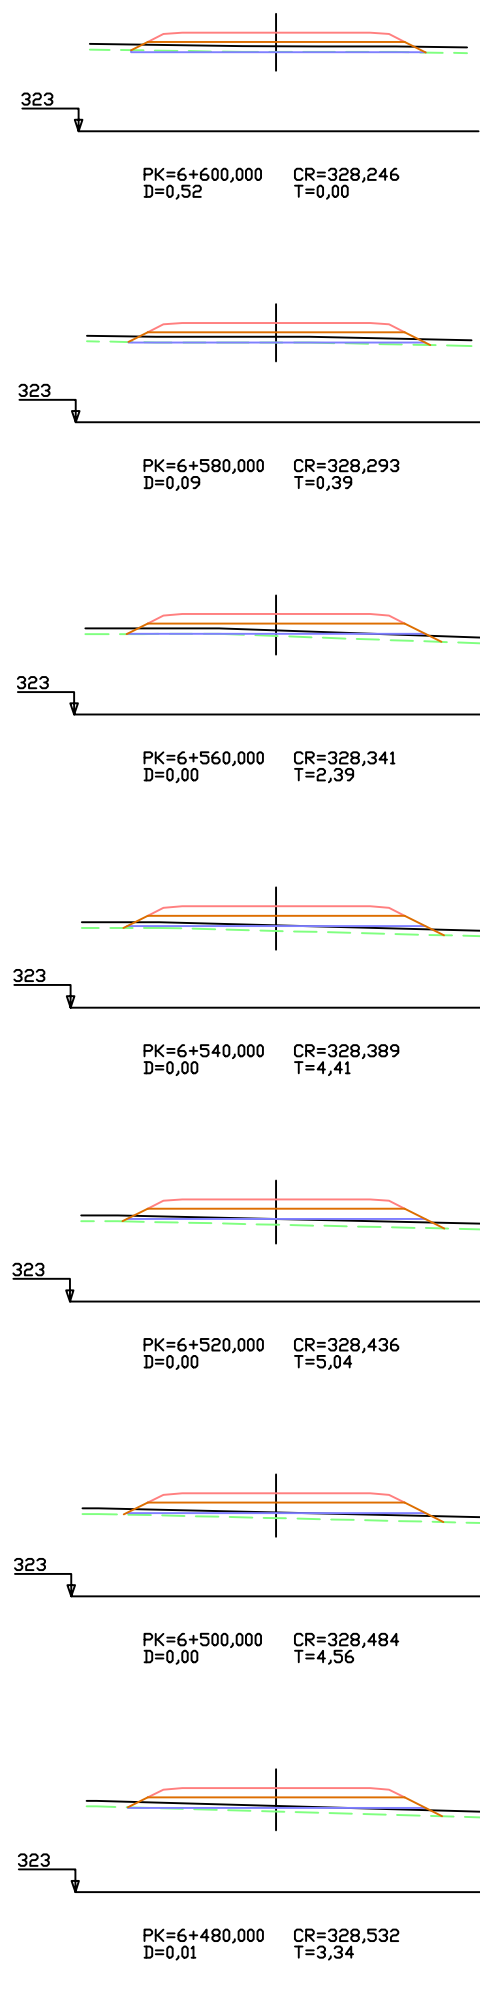 323
PK=6+600,000 CR=328,246
D=0,52 T=0,00
323
PK=6+580,000 CR=328,293
D=0,09 T=0,39
323
PK=6+560,000 CR=328,341
D=0,00 T=2,39
323
PK=6+540,000 CR=328,389
D=0,00 T=4,41
323
PK=6+520,000 CR=328,436
D=0,00 T=5,04
323
PK=6+500,000 CR=328,484
D=0,00 T=4,56
323
PK=6+480,000 CR=328,532
D=0,01 T=3,34